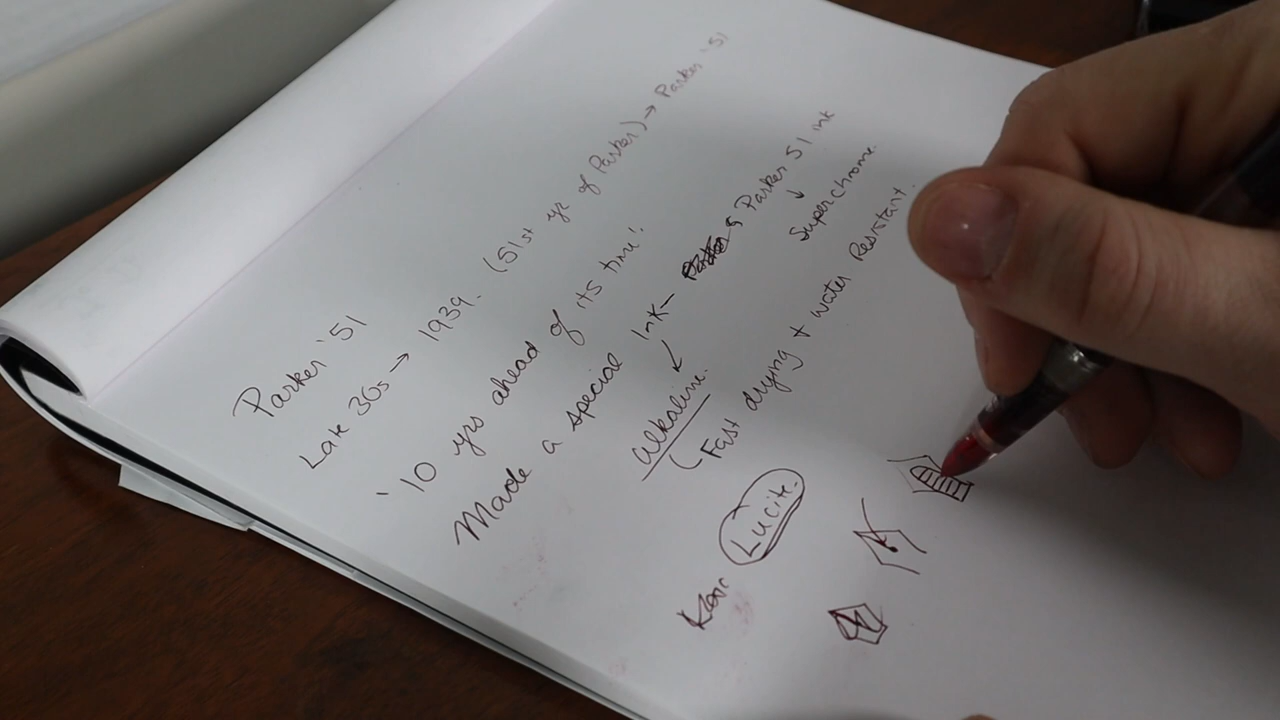 Parker '51
Late 30s → 1939. (51st yr of Parker) → Parker '51
'10 yrs ahead of its time'.
Made a special Ink - Parker 51 ink
alkaline. Superchrome.
(Fast drying + water Resistant.
Lucite.